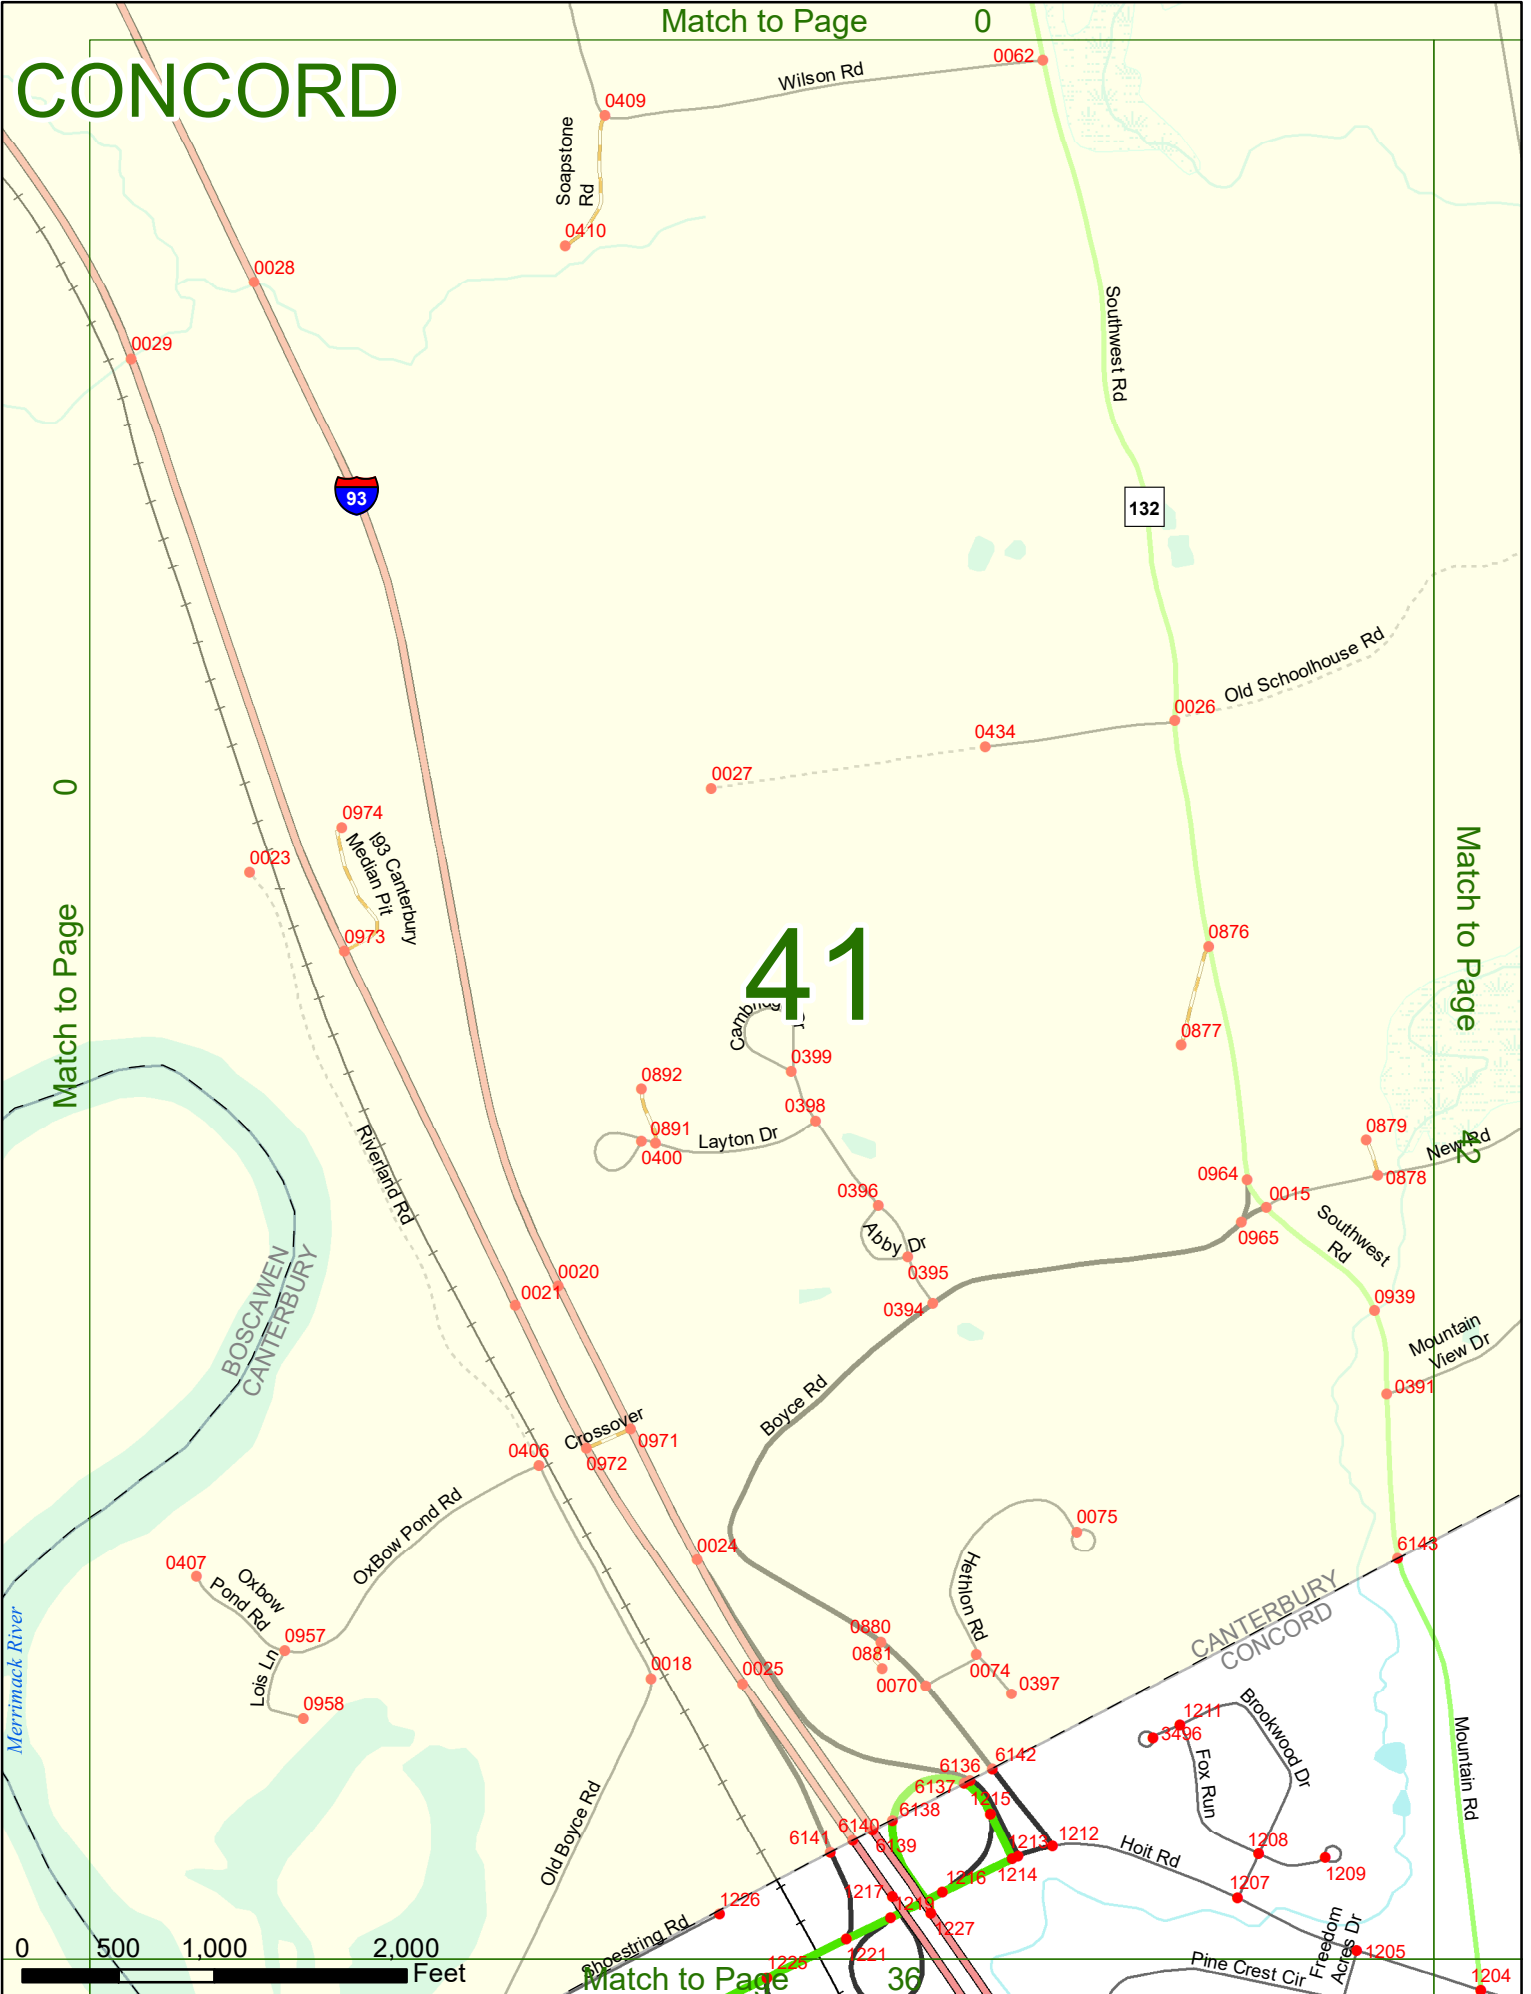 Match to Page 0
CONCORD
0062
Wilson Rd
0409
Soapstone
Rd
0410
0028
Southwest Rd
0029
93
132
Old Schoolhouse Rd
0026
0434
0027
0
Match to Page
0974
I93 Canterbury
Median Pit
0023
0973
41
0876
Match to Page
42
0877
0399
0892
0398
0891
Layton Dr
0400
0879
New Rd
0878
Riverland Rd
0396
0964
0015
0965
Southwest
Rd
Abby Dr
0395
0394
0020
0021
BOSCAWEN
CANTERBURY
0939
Mountain
View Dr
0391
Boyce Rd
Crossover
0971
0972
0406
OxBow Pond Rd
0075
0024
6143
0407
Oxbow
Pond Rd
Hethlon Rd
CANTERBURY
CONCORD
Merrimack River
0957
Lois Ln
0958
0880
0881
0070
0074
0397
0018
0025
1211
3496
Brookwood Dr
Fox Run
Mountain Rd
6136
6142
6137
1215
6138
6140
6141
6139
1213
1212
1214
Hoit Rd
1208
1209
1207
Old Boyce Rd
1216
1217
1219
1226
1227
Shoestring Rd
1221
1225
Freedom
Acres Dr
1205
Pine Crest Cir
1204
0 500 1,000 2,000
Feet
Match to Page 36